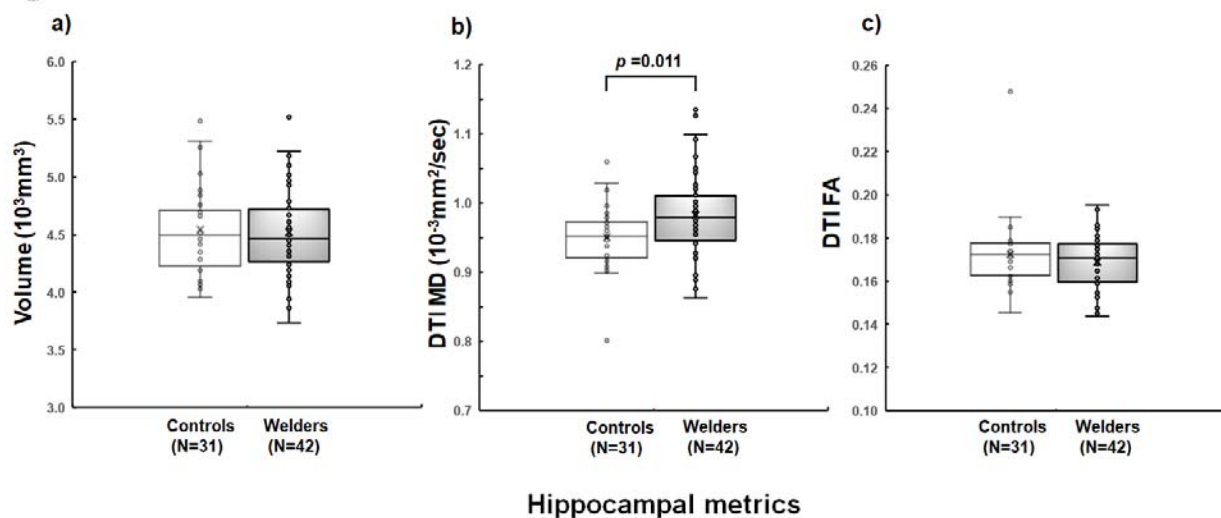 a)
Volume (10³mm³)
6.0
5.5
5.0
4.5
4.0
3.5
3.0
Controls
(N=31)
Welders
(N=42)
b)
p =0.011
DTI MD (10⁻³mm²/sec)
1.2
1.1
1.0
0.9
0.8
0.7
Controls
(N=31)
Welders
(N=42)
c)
DTI FA
0.26
0.24
0.22
0.20
0.18
0.16
0.14
0.12
0.10
Controls
(N=31)
Welders
(N=42)
Hippocampal metrics